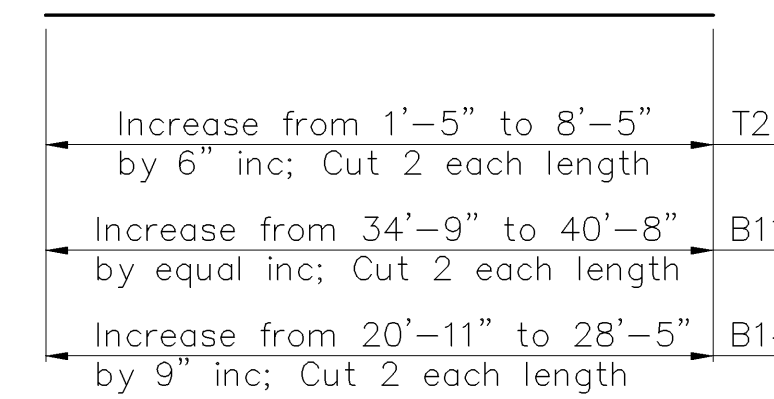 Increase from 1'–5" to 8'–5" T2
by 6" inc; Cut 2 each length
Increase from 34'–9" to 40'–8"
by equal inc; Cut 2 each length
Increase from 20'–11" to 28'–5"
by 9" inc; Cut 2 each length